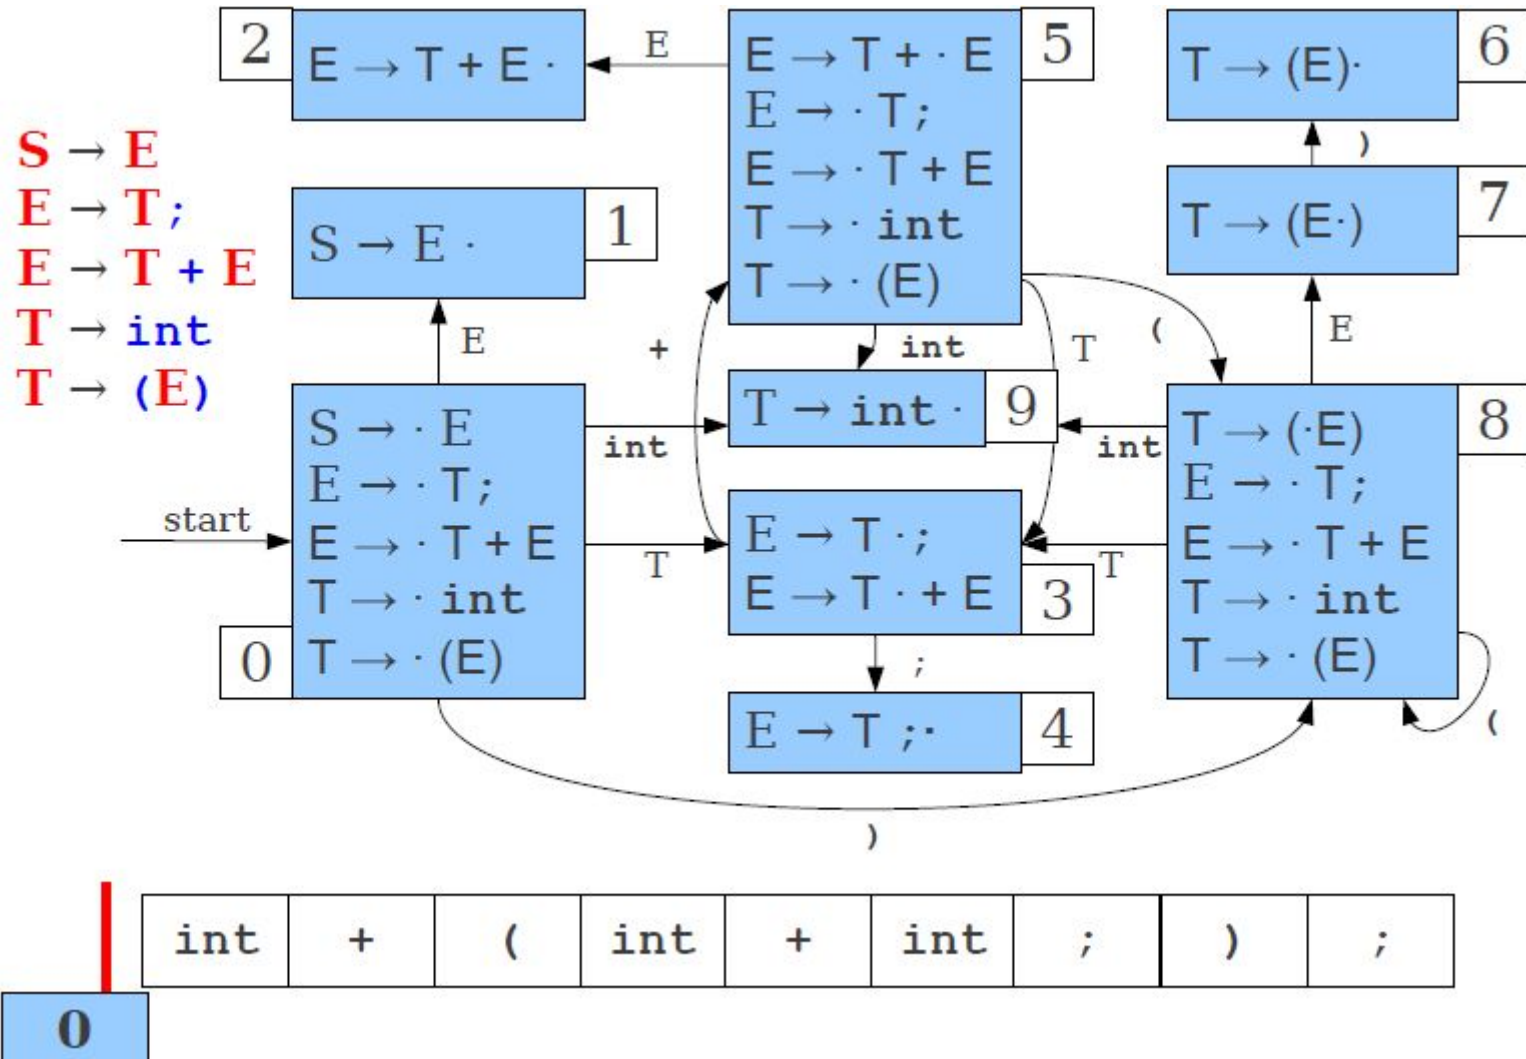 S → E
E → T ;
E → T + E
T → int
T → (E)
2
E → T + E ·
E
5
E → T + · E
E → · T ;
E → · T + E
T → · int
T → · (E)
6
T → (E)·
)
7
T → (E·)
E
1
S → E ·
E
+
int
T
(
start
0
S → · E
E → · T ;
E → · T + E
T → · int
T → · (E)
int
T
9
T → int ·
int
T
3
E → T · ;
E → T · + E
;
4
E → T ; ·
8
T → (·E)
E → · T ;
E → · T + E
T → · int
T → · (E)
(
)
int + ( int + int ; ) ;
0